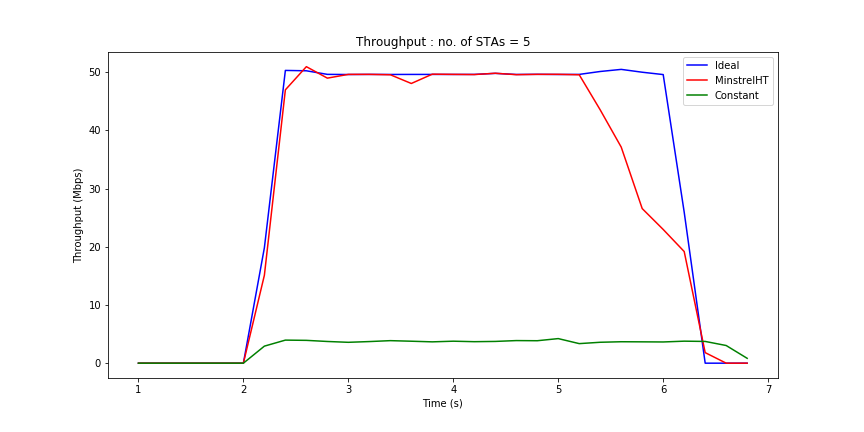 Throughput : no. of STAs = 5
Ideal
MinstrelHT
Constant
Throughput (Mbps)
50
40
30
20
10
0
1 2 3 4 5 6 7
Time (s)